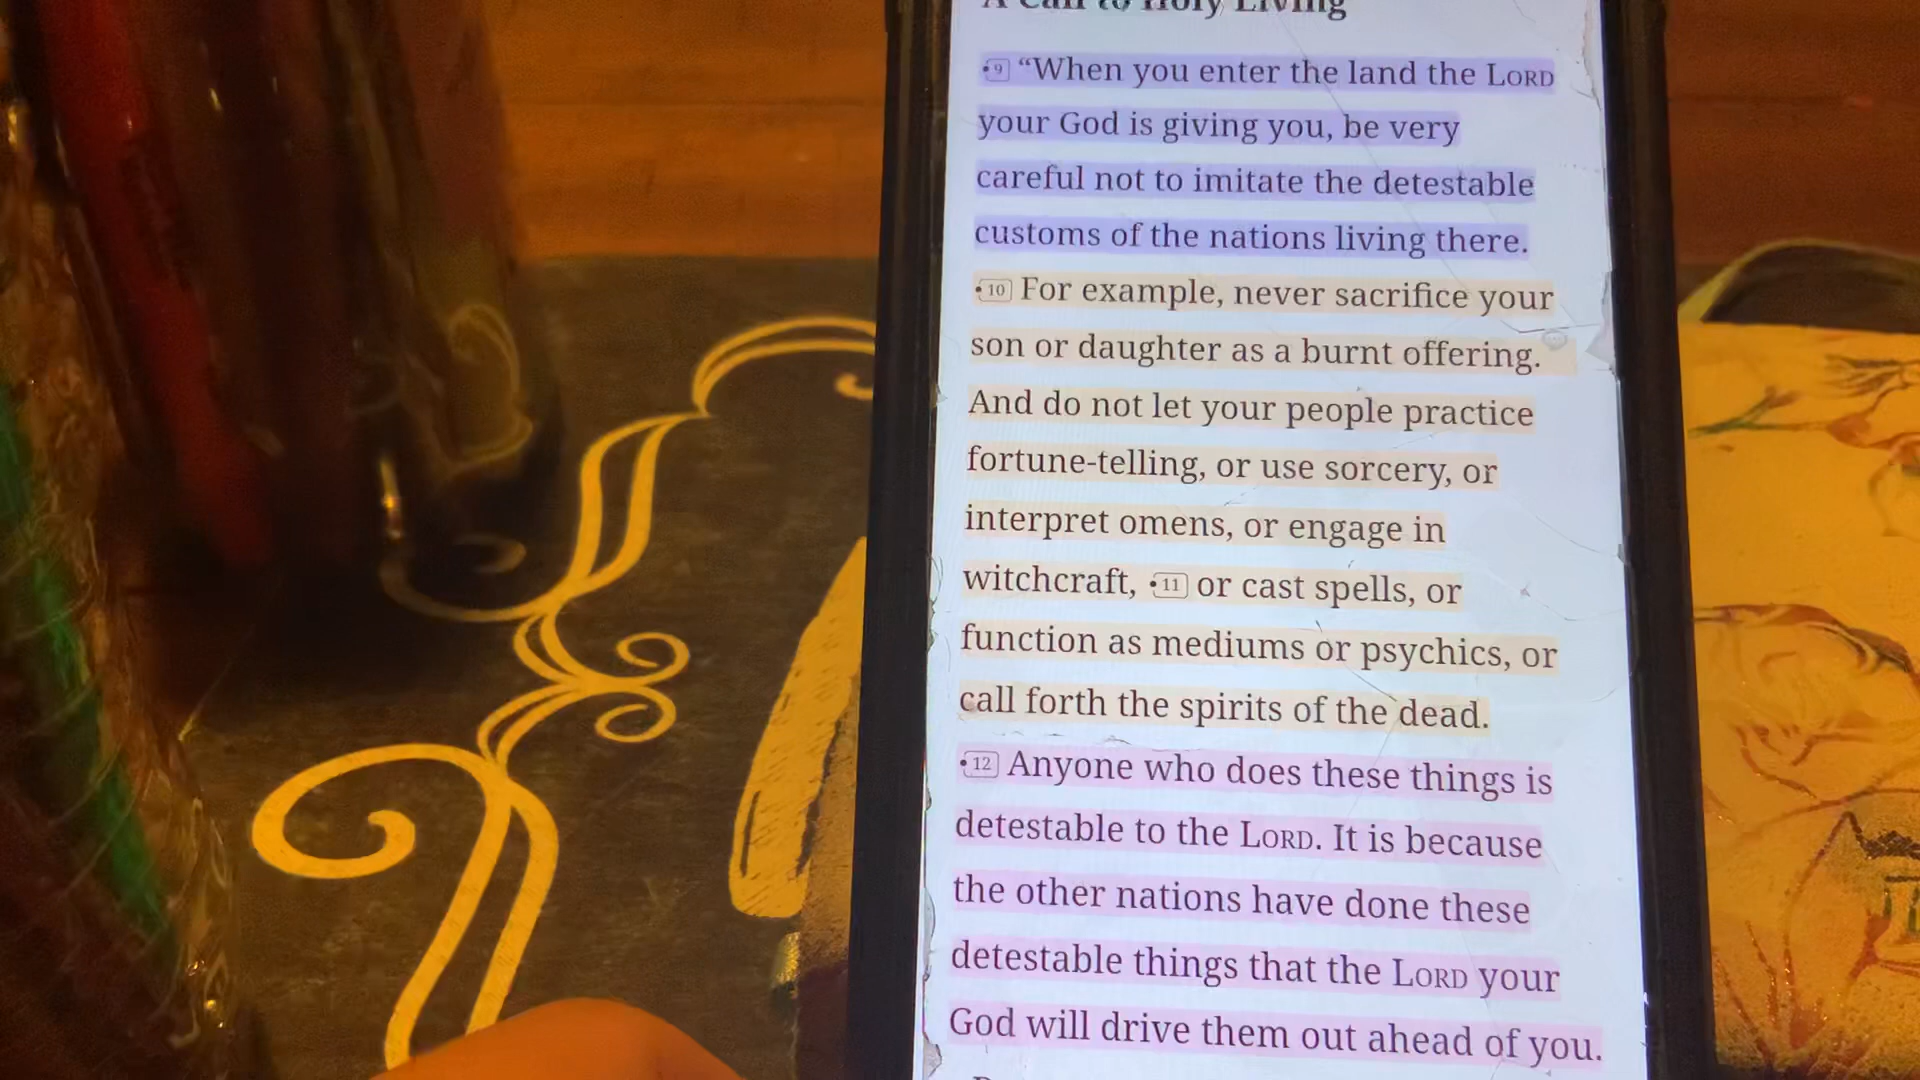 A Call to Holy Living
9 “When you enter the land the LORD
your God is giving you, be very
careful not to imitate the detestable
customs of the nations living there.
10 For example, never sacrifice your
son or daughter as a burnt offering.
And do not let your people practice
fortune-telling, or use sorcery, or
interpret omens, or engage in
witchcraft, 11 or cast spells, or
function as mediums or psychics, or
call forth the spirits of the dead.
12 Anyone who does these things is
detestable to the LORD. It is because
the other nations have done these
detestable things that the LORD your
God will drive them out ahead of you.